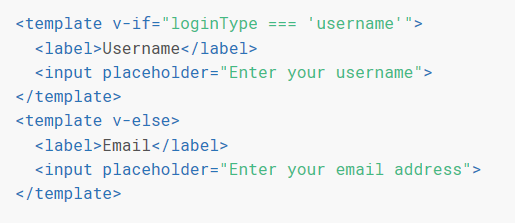 <template v-if="loginType === 'username'">
  <label>Username</label>
  <input placeholder="Enter your username">
</template>
<template v-else>
  <label>Email</label>
  <input placeholder="Enter your email address">
</template>